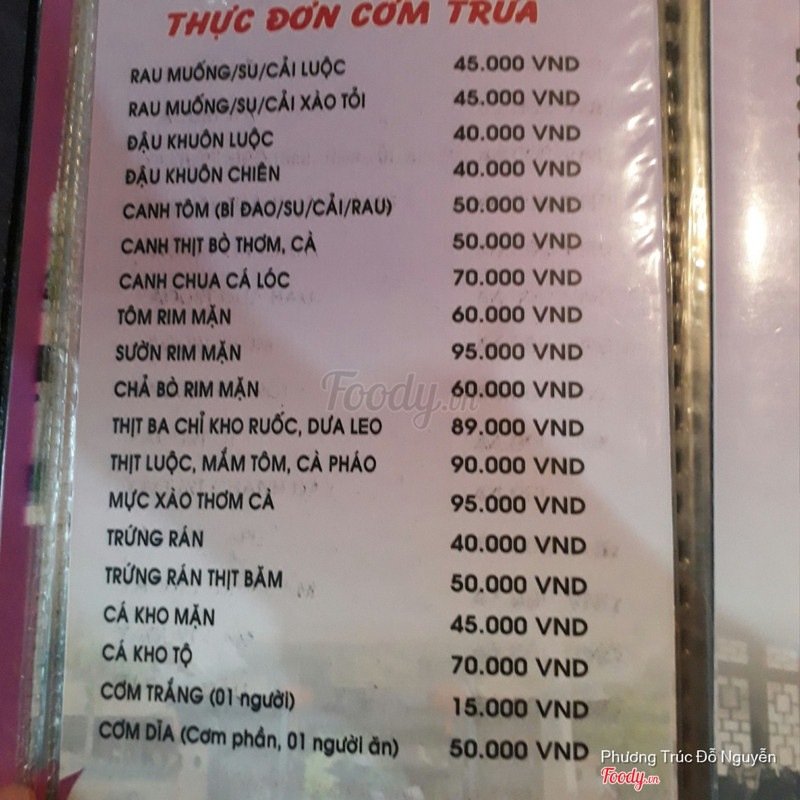 THỰC ĐƠN CƠM TRƯA
RAU MUỐNG/SU/CẢI LUỘC 45.000 VND
RAU MUỐNG/SU/CẢI XÀO TỎI 45.000 VND
ĐẬU KHUÔN LUỘC 40.000 VND
ĐẬU KHUÔN CHIÊN 40.000 VND
CANH TÔM (BÍ ĐAO/SU/CẢI/RAU) 50.000 VND
CANH THỊT BÒ THƠM, CÀ 50.000 VND
CANH CHUA CÁ LÓC 70.000 VND
TÔM RIM MẶN 60.000 VND
SƯỜN RIM MẶN 95.000 VND
CHẢ BÒ RIM MẶN 60.000 VND
THỊT BA CHỈ KHO RUỐC, DƯA LEO 89.000 VND
THỊT LUỘC, MẮM TÔM, CÀ PHÁO 90.000 VND
MỰC XÀO THƠM CÀ 95.000 VND
TRỨNG RÁN 40.000 VND
TRỨNG RÁN THỊT BĂM 50.000 VND
CÁ KHO MẶN 45.000 VND
CÁ KHO TỘ 70.000 VND
CƠM TRẮNG (01 người) 15.000 VND
CƠM DĨA (Cơm phần, 01 người ăn) 50.000 VND
Foody.vn
Phương Trúc Đỗ Nguyễn
Foody.vn